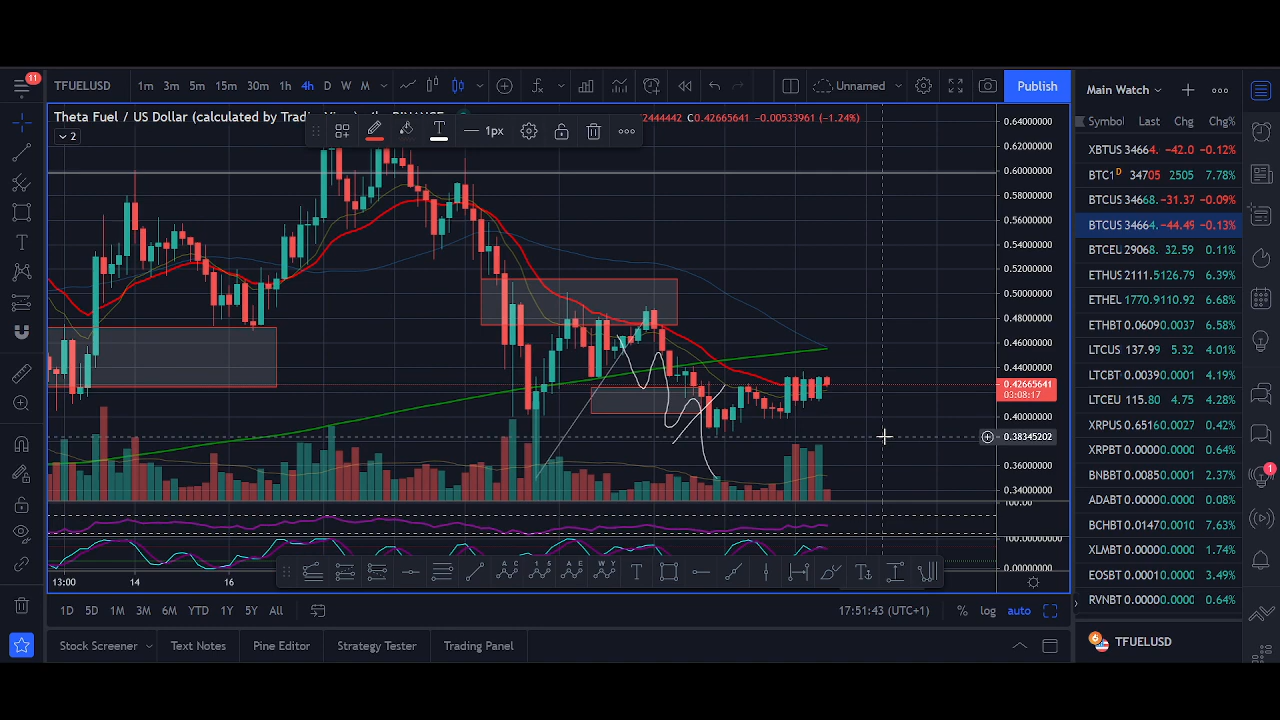 11
TFUELUSD 1m 3m 5m 15m 30m 1h 4h D W M Unnamed Publish
Main Watch
Theta Fuel / US Dollar (calculated by Trad BINANCE 2444442 C0.42665641 −0.00533961 (−1.24%)
2
1px
Symbol Last Chg Chg%
XBTUS 34664. −42.0 −0.12%
BTC1 D 34705 2505 7.78%
BTCUS 34668. −31.37 −0.09%
BTCUS 34664. −44.49 −0.13%
BTCEU 29068. 32.59 0.11%
ETHUS 2111.5 126.79 6.39%
ETHEL 1770.9 110.92 6.68%
ETHBT 0.0609 0.0037 6.58%
LTCUS 137.99 5.32 4.01%
LTCBT 0.0039 0.0001 4.19%
LTCEU 115.80 4.75 4.28%
XRPUS 0.6516 0.0027 0.42%
XRPBT 0.0000 0.0000 0.64%
BNBBT 0.0085 0.0001 2.37%
ADABT 0.0000 0.0000 0.08%
BCHBT 0.0147 0.0010 7.63%
XLMBT 0.0000 0.0000 1.74%
EOSBT 0.0001 0.0000 3.49%
RVNBT 0.0000 0.0000 0.64%
0.64000000
0.62000000
0.60000000
0.58000000
0.56000000
0.54000000
0.52000000
0.50000000
0.48000000
0.46000000
0.44000000
0.42665641
03:08:17
0.40000000
0.38345202
0.36000000
0.34000000
100.00
100.00000000
0.00000000
1
13:00 14 16
1D 5D 1M 3M 6M YTD 1Y 5Y All 17:51:43 (UTC+1) % log auto
Stock Screener Text Notes Pine Editor Strategy Tester Trading Panel
TFUELUSD